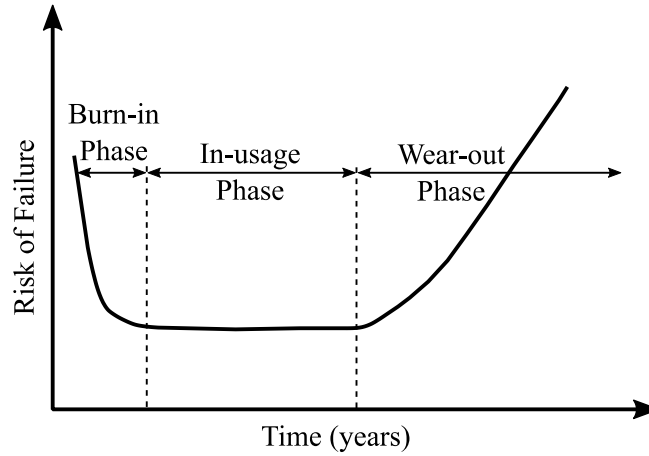 Risk of Failure
Burn-in
Phase
In-usage
Phase
Wear-out
Phase
Time (years)